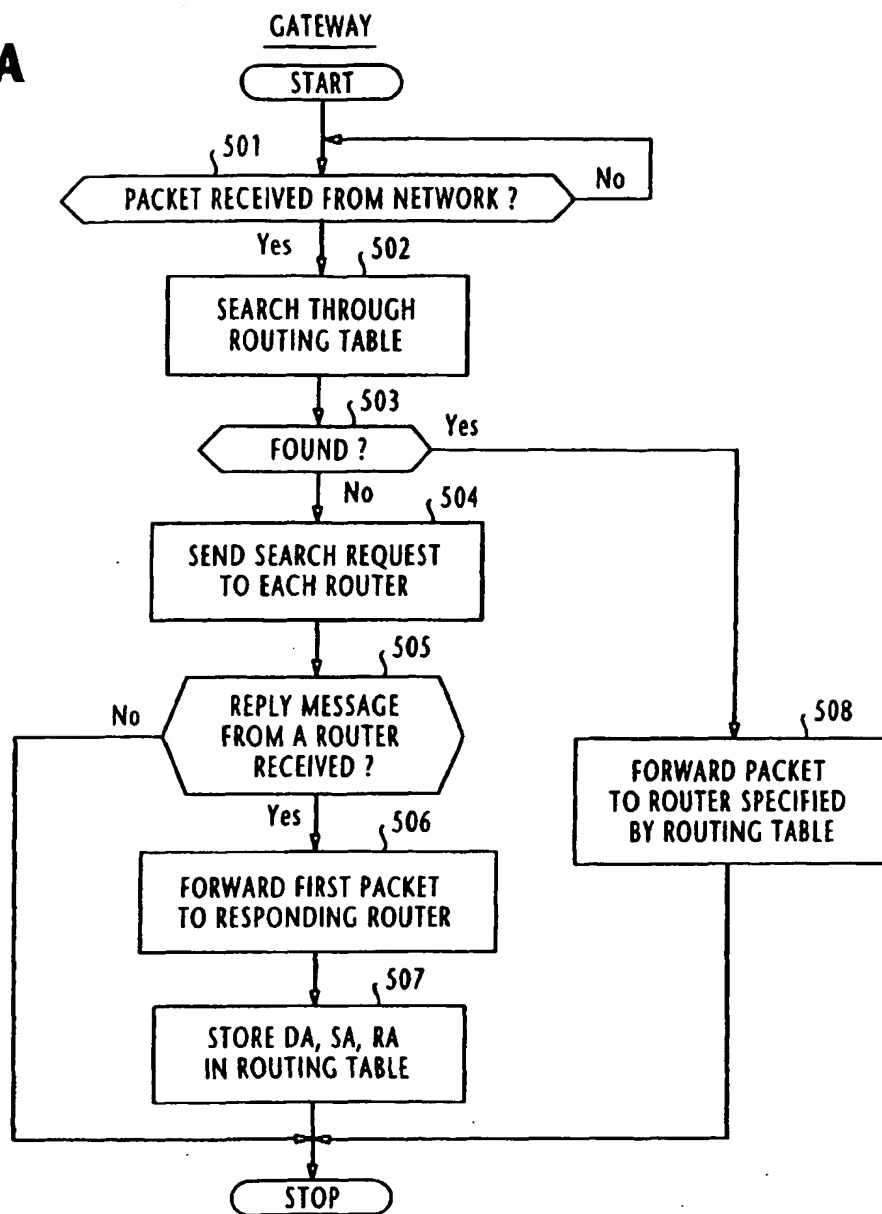 GATEWAY
A
START
501
PACKET RECEIVED FROM NETWORK ?
No
Yes
502
SEARCH THROUGH
ROUTING TABLE
503
FOUND ?
Yes
No
504
SEND SEARCH REQUEST
TO EACH ROUTER
505
No
REPLY MESSAGE
FROM A ROUTER
RECEIVED ?
508
FORWARD PACKET
TO ROUTER SPECIFIED
BY ROUTING TABLE
Yes
506
FORWARD FIRST PACKET
TO RESPONDING ROUTER
507
STORE DA, SA, RA
IN ROUTING TABLE
STOP